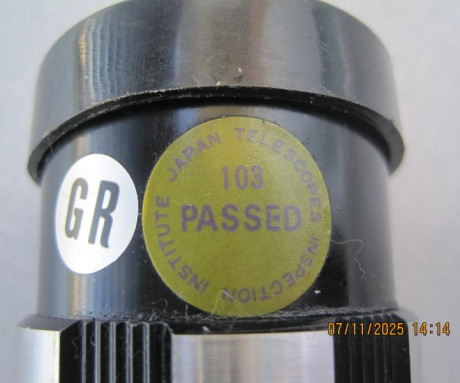 GR
JAPAN TELESCOPES INSPECTION INSTITUTE
103
PASSED
07/11/2025 14:14